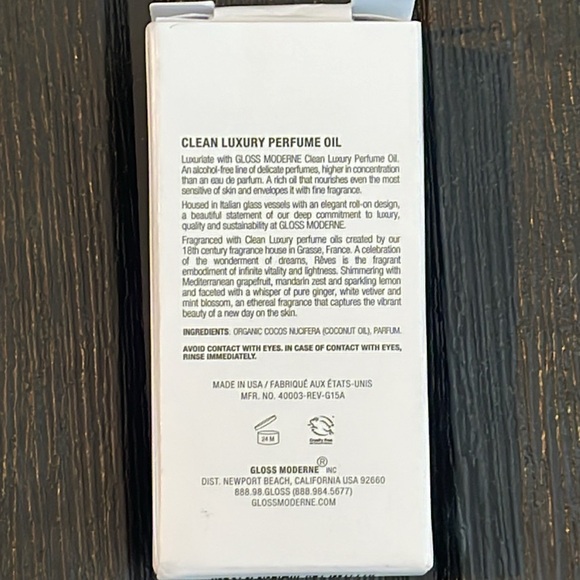 CLEAN LUXURY PERFUME OIL
Luxuriate with GLOSS MODERNE Clean Luxury Perfume Oil.
An alcohol-free line of delicate perfumes, higher in concentration
than an eau de parfum. A rich oil that nourishes even the most
sensitive of skin and envelopes it with fine fragrance.
Housed in Italian glass vessels with an elegant roll-on design,
a beautiful statement of our deep commitment to luxury,
quality and sustainability at GLOSS MODERNE.
Fragranced with Clean Luxury perfume oils created by our
18th century fragrance house in Grasse, France. A celebration
of the wonderment of dreams, Rêves is the fragrant
embodiment of infinite vitality and lightness. Shimmering with
Mediterranean grapefruit, mandarin zest and sparkling lemon
and faceted with a whisper of pure ginger, white vetiver and
mint blossom, an ethereal fragrance that captures the vibrant
beauty of a new day on the skin.
INGREDIENTS: ORGANIC COCOS NUCIFERA (COCONUT OIL), PARFUM.
AVOID CONTACT WITH EYES. IN CASE OF CONTACT WITH EYES,
RINSE IMMEDIATELY.
MADE IN USA / FABRIQUÉ AUX ÉTATS-UNIS
MFR. NO. 40003-REV-G15A
24 M
Cruelty Free
GLOSS MODERNE® INC
DIST. NEWPORT BEACH, CALIFORNIA USA 92660
888.98.GLOSS (888.984.5677)
GLOSSMODERNE.COM